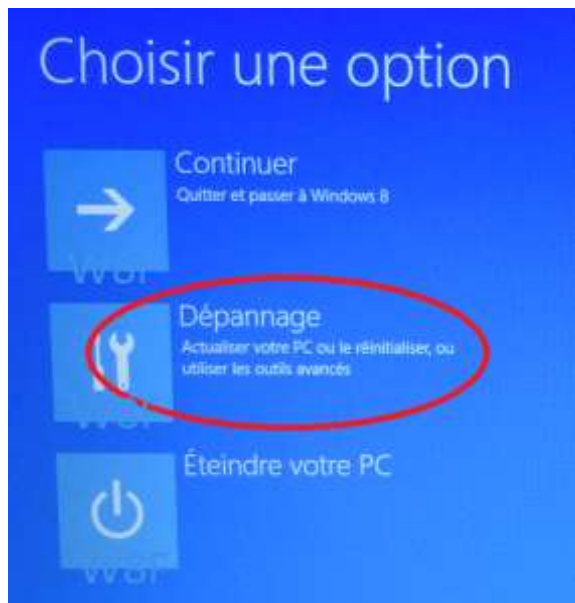 Choisir une option
Continuer
Quitter et passer à Windows 8
Dépannage
Actualiser votre PC ou le réinitialiser, ou
utiliser les outils avancés
Éteindre votre PC